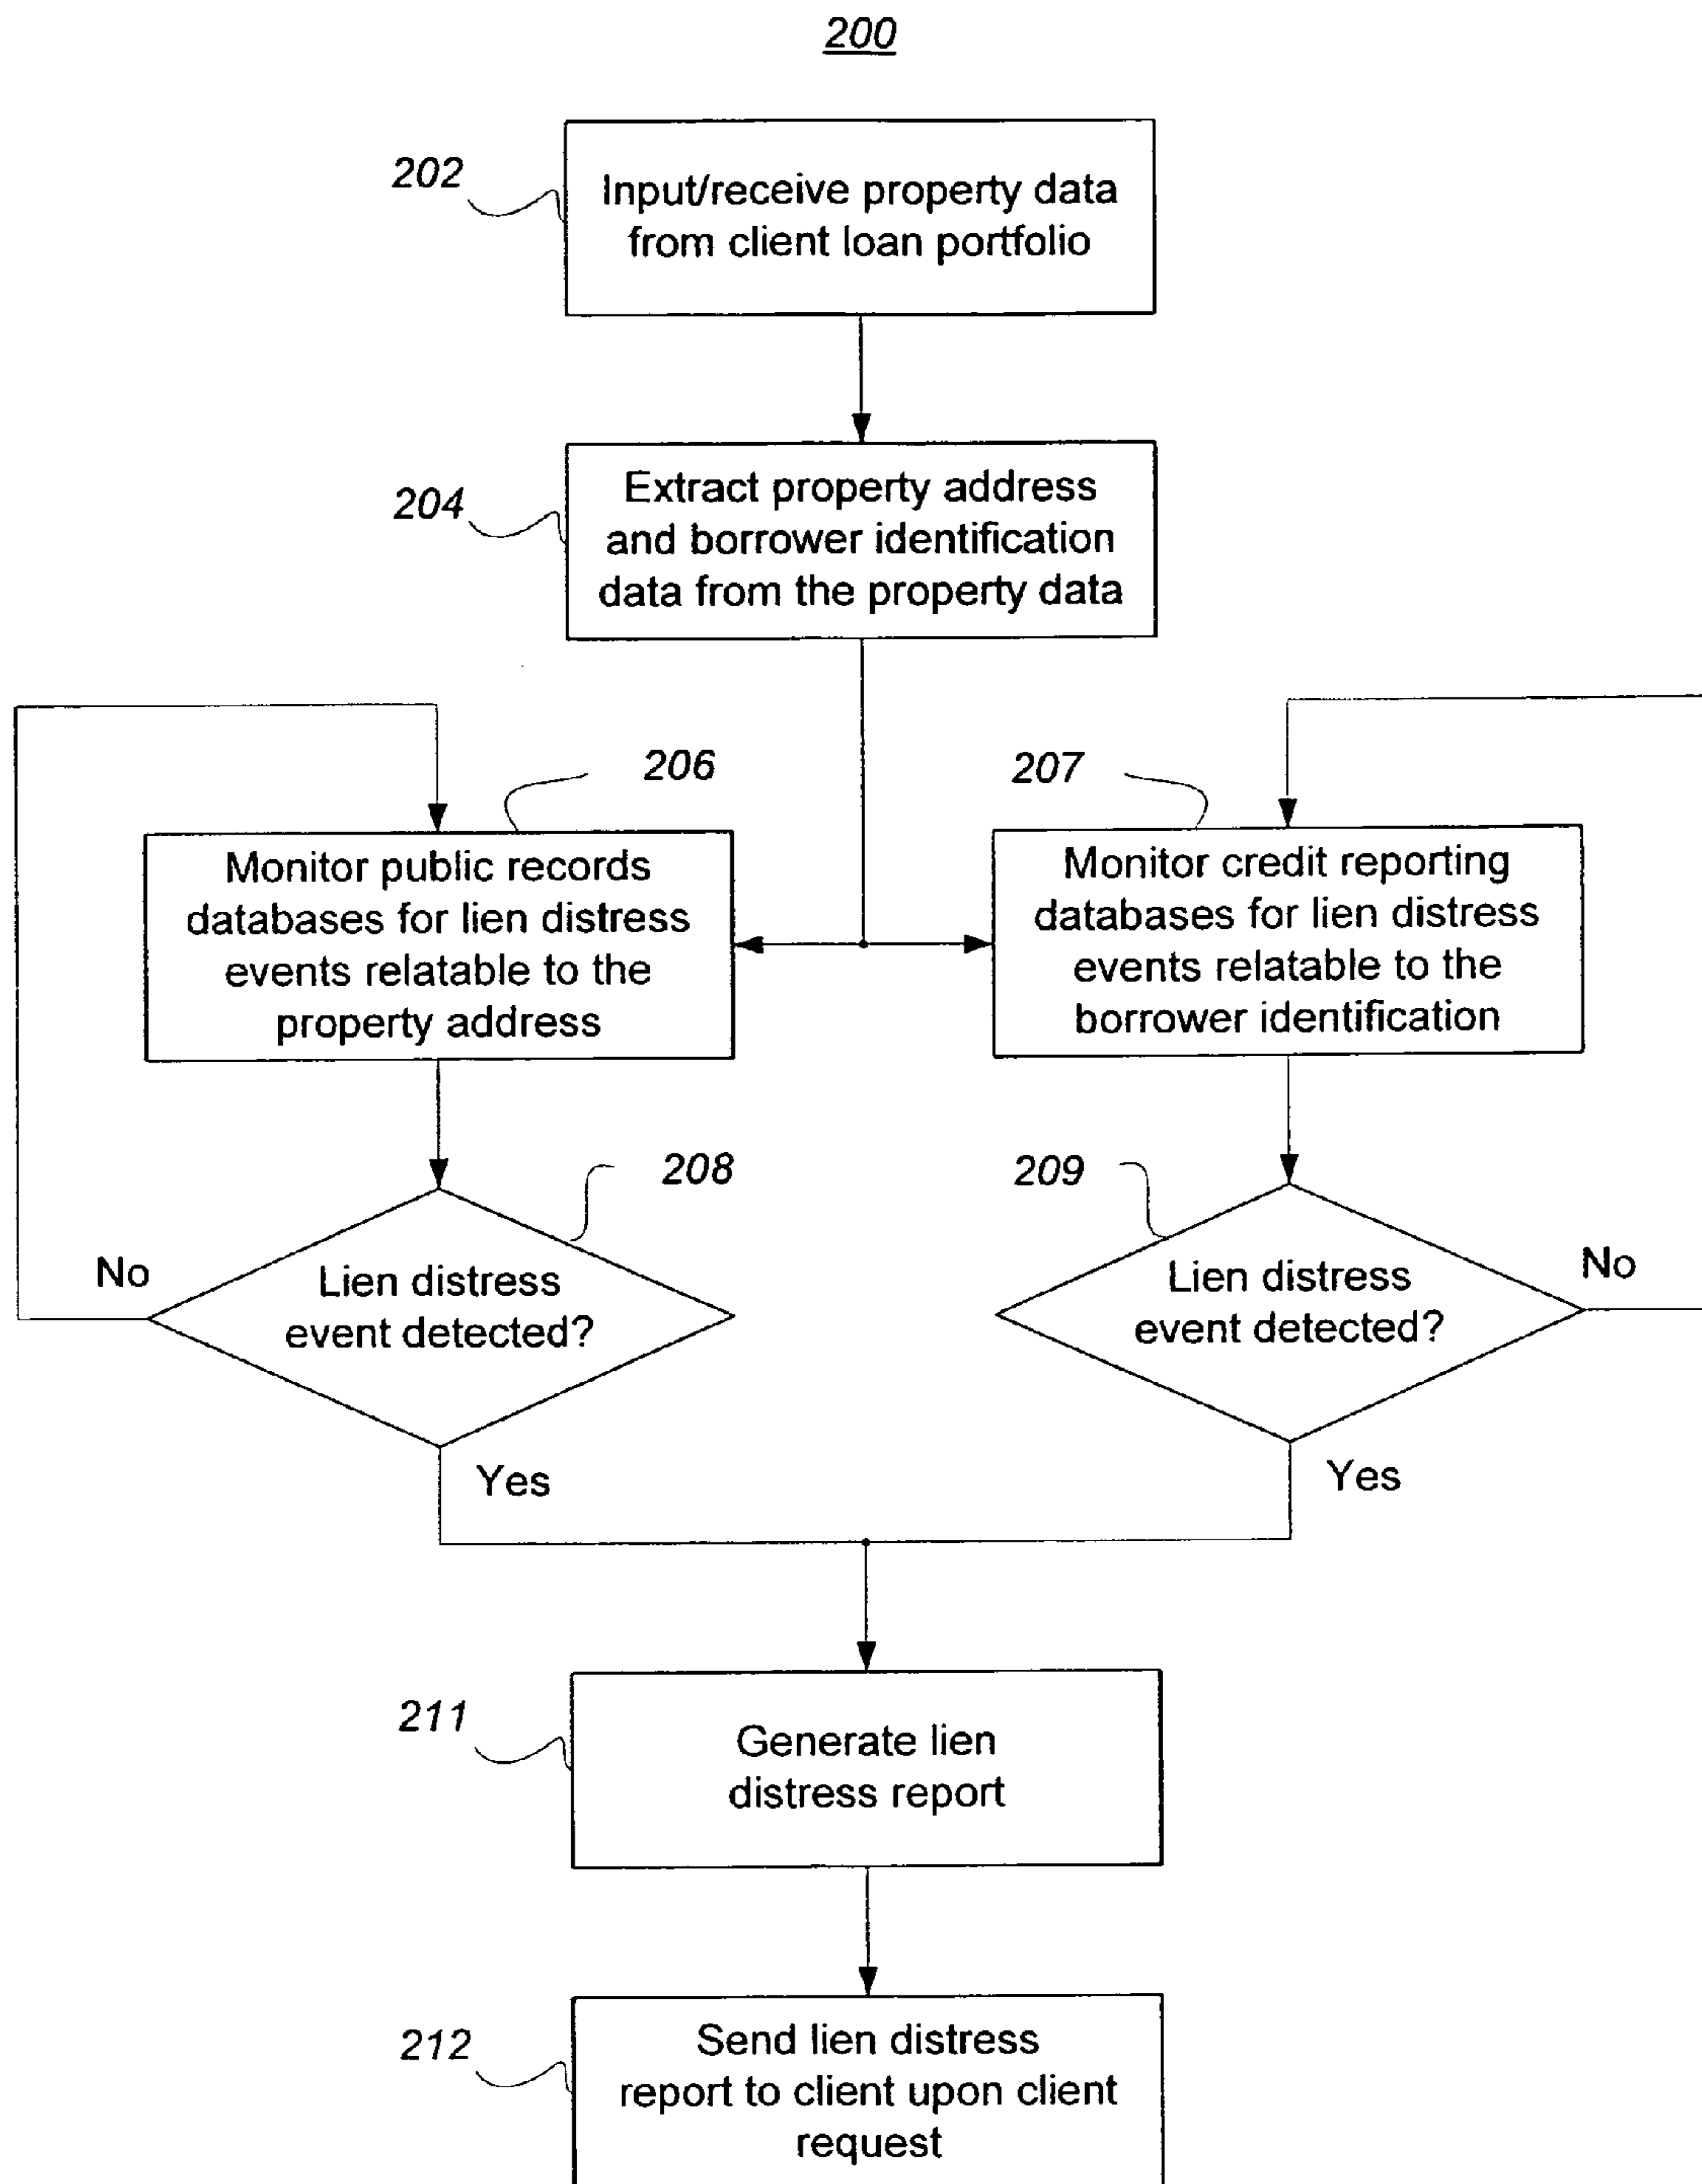 200
202
Input/receive property data
from client loan portfolio
204
Extract property address
and borrower identification
data from the property data
206
207
Monitor public records
databases for lien distress
events relatable to the
property address
Monitor credit reporting
databases for lien distress
events relatable to the
borrower identification
208
209
No
Lien distress
event detected?
Yes
Lien distress
event detected?
No
Yes
211
Generate lien
distress report
212
Send lien distress
report to client upon client
request